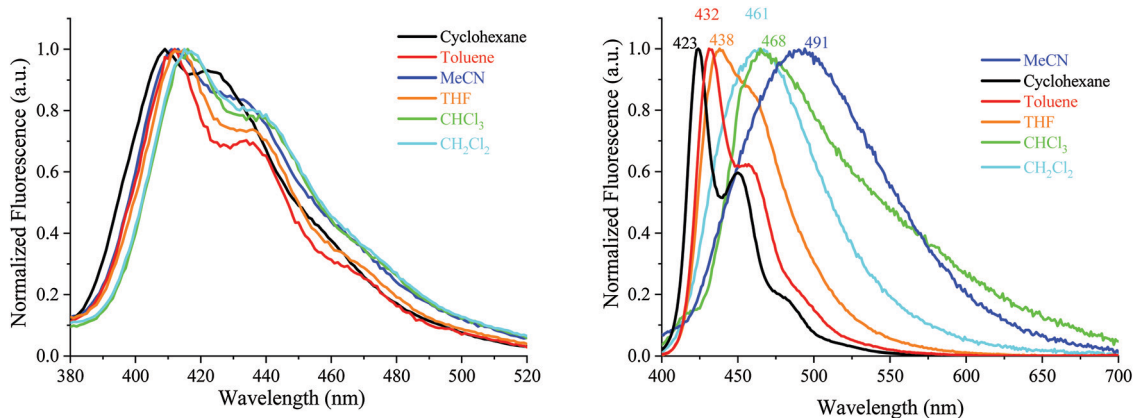 Normalized Fluorescence (a.u.)
1.0
0.8
0.6
0.4
0.2
0.0
Cyclohexane
Toluene
MeCN
THF
CHCl₃
CH₂Cl₂
380 400 420 440 460 480 500 520
Wavelength (nm)
Normalized Fluorescence (a.u.)
1.0
0.8
0.6
0.4
0.2
0.0
432 461
423 438 468 491
MeCN
Cyclohexane
Toluene
THF
CHCl₃
CH₂Cl₂
400 450 500 550 600 650 700
Wavelength (nm)